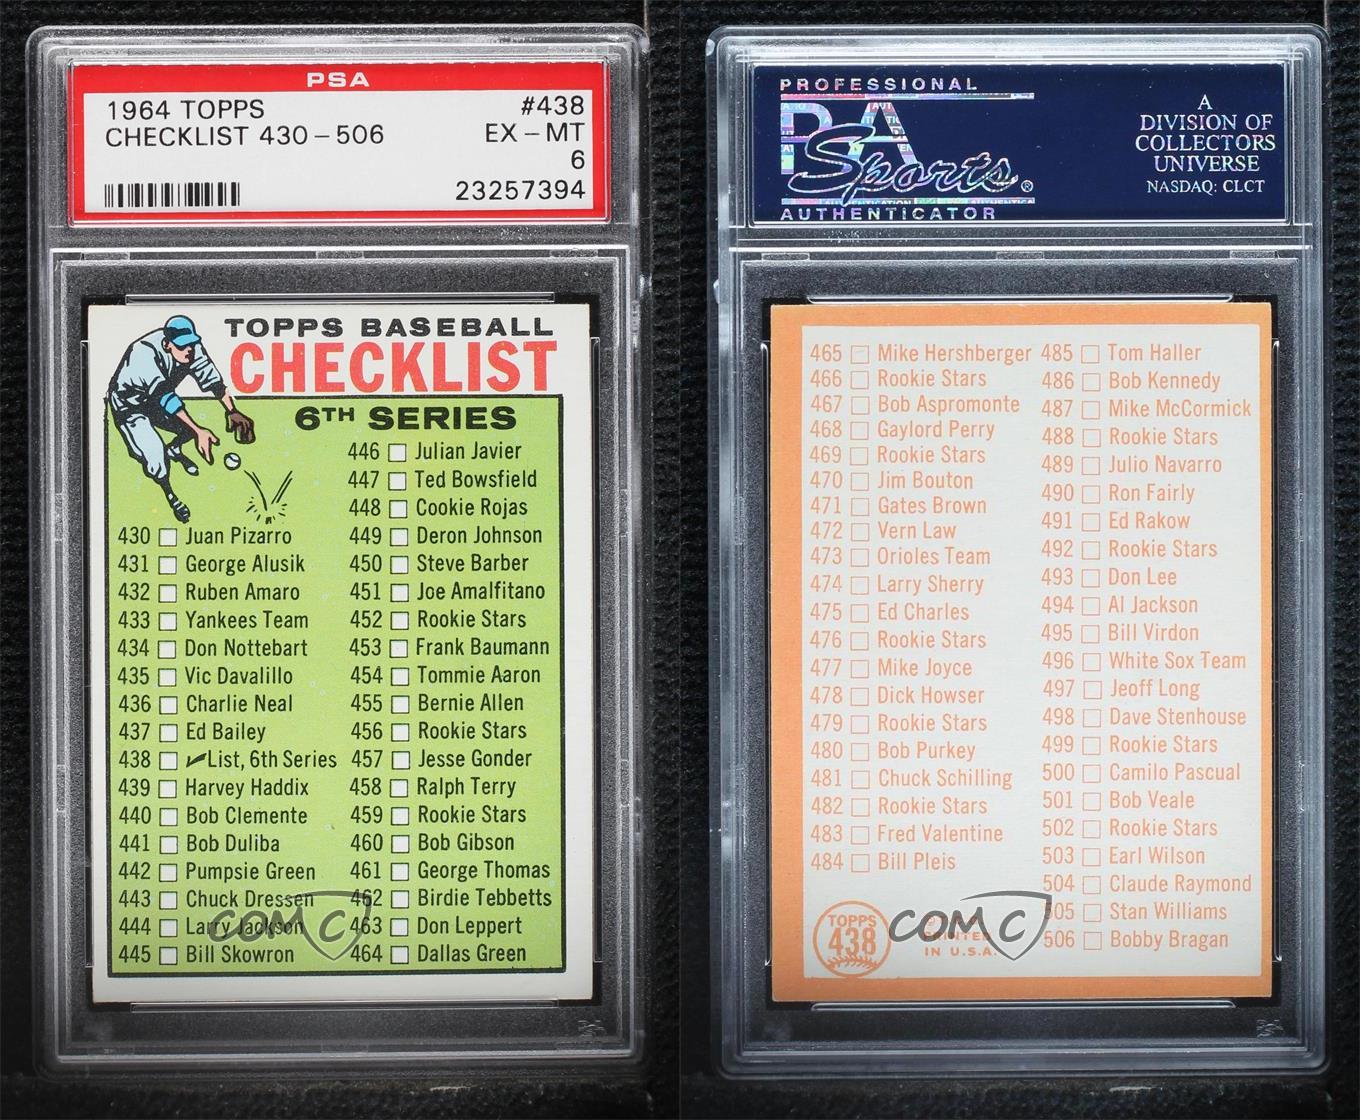 PSA
1964 TOPPS #438
CHECKLIST 430-506 EX-MT
6
23257394
TOPPS BASEBALL
CHECKLIST
6TH SERIES
430 Juan Pizarro
431 George Alusik
432 Ruben Amaro
433 Yankees Team
434 Don Nottebart
435 Vic Davalillo
436 Charlie Neal
437 Ed Bailey
438 List, 6th Series
439 Harvey Haddix
440 Bob Clemente
441 Bob Duliba
442 Pumpsie Green
443 Chuck Dressen
444 Larry Jackson
445 Bill Skowron
446 Julian Javier
447 Ted Bowsfield
448 Cookie Rojas
449 Deron Johnson
450 Steve Barber
451 Joe Amalfitano
452 Rookie Stars
453 Frank Baumann
454 Tommie Aaron
455 Bernie Allen
456 Rookie Stars
457 Jesse Gonder
458 Ralph Terry
459 Rookie Stars
460 Bob Gibson
461 George Thomas
462 Birdie Tebbetts
463 Don Leppert
464 Dallas Green
COMC
PROFESSIONAL
PSA
Sports®
AUTHENTICATOR
A
DIVISION OF
COLLECTORS
UNIVERSE
NASDAQ: CLCT
465 Mike Hershberger
466 Rookie Stars
467 Bob Aspromonte
468 Gaylord Perry
469 Rookie Stars
470 Jim Bouton
471 Gates Brown
472 Vern Law
473 Orioles Team
474 Larry Sherry
475 Ed Charles
476 Rookie Stars
477 Mike Joyce
478 Dick Howser
479 Rookie Stars
480 Bob Purkey
481 Chuck Schilling
482 Rookie Stars
483 Fred Valentine
484 Bill Pleis
485 Tom Haller
486 Bob Kennedy
487 Mike McCormick
488 Rookie Stars
489 Julio Navarro
490 Ron Fairly
491 Ed Rakow
492 Rookie Stars
493 Don Lee
494 Al Jackson
495 Bill Virdon
496 White Sox Team
497 Jeoff Long
498 Dave Stenhouse
499 Rookie Stars
500 Camilo Pascual
501 Bob Veale
502 Rookie Stars
503 Earl Wilson
504 Claude Raymond
505 Stan Williams
506 Bobby Bragan
TOPPS
438
PRINTED
IN U.S.A.
COMC